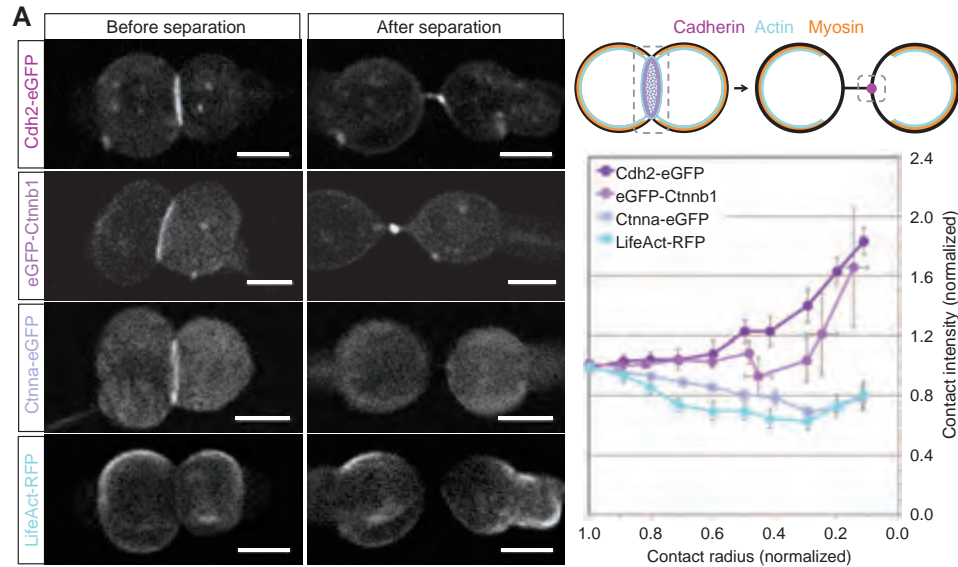 A
Before separation
After separation
Cdh2-eGFP
eGFP-Ctnnb1
Ctnna-eGFP
LifeAct-RFP
Cadherin Actin Myosin
Cdh2-eGFP
eGFP-Ctnnb1
Ctnna-eGFP
LifeAct-RFP
2.4
2.0
1.6
1.2
0.8
0.4
0.0
Contact intensity (normalized)
1.0 0.8 0.6 0.4 0.2 0.0
Contact radius (normalized)